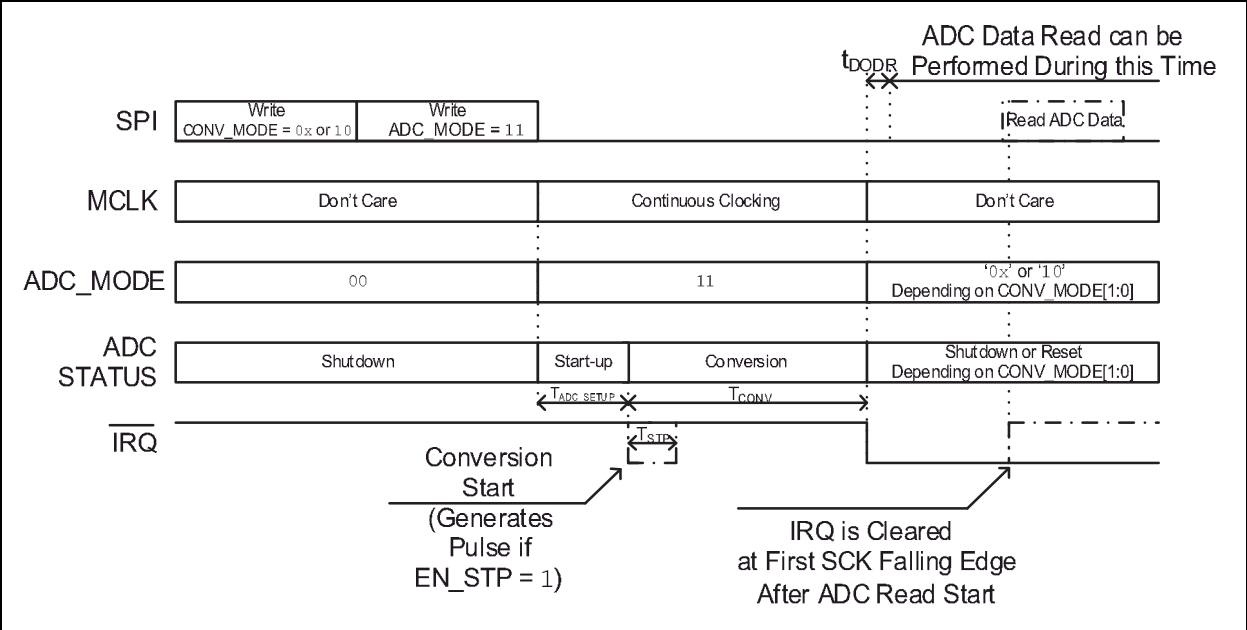 ADC Data Read can be
tDODR Performed During this Time
SPI
Write
CONV_MODE = 0x or 10
Write
ADC_MODE = 11
Read ADC Data
MCLK
Don't Care
Continuous Clocking
Don't Care
ADC_MODE
00
11
'0x' or '10'
Depending on CONV_MODE[1:0]
ADC
STATUS
Shutdown
Start-up
Conversion
Shutdown or Reset
Depending on CONV_MODE[1:0]
TADC_SETUP
TCONV
IRQ
TSTP
Conversion
Start
(Generates
Pulse if
EN_STP = 1)
IRQ is Cleared
at First SCK Falling Edge
After ADC Read Start